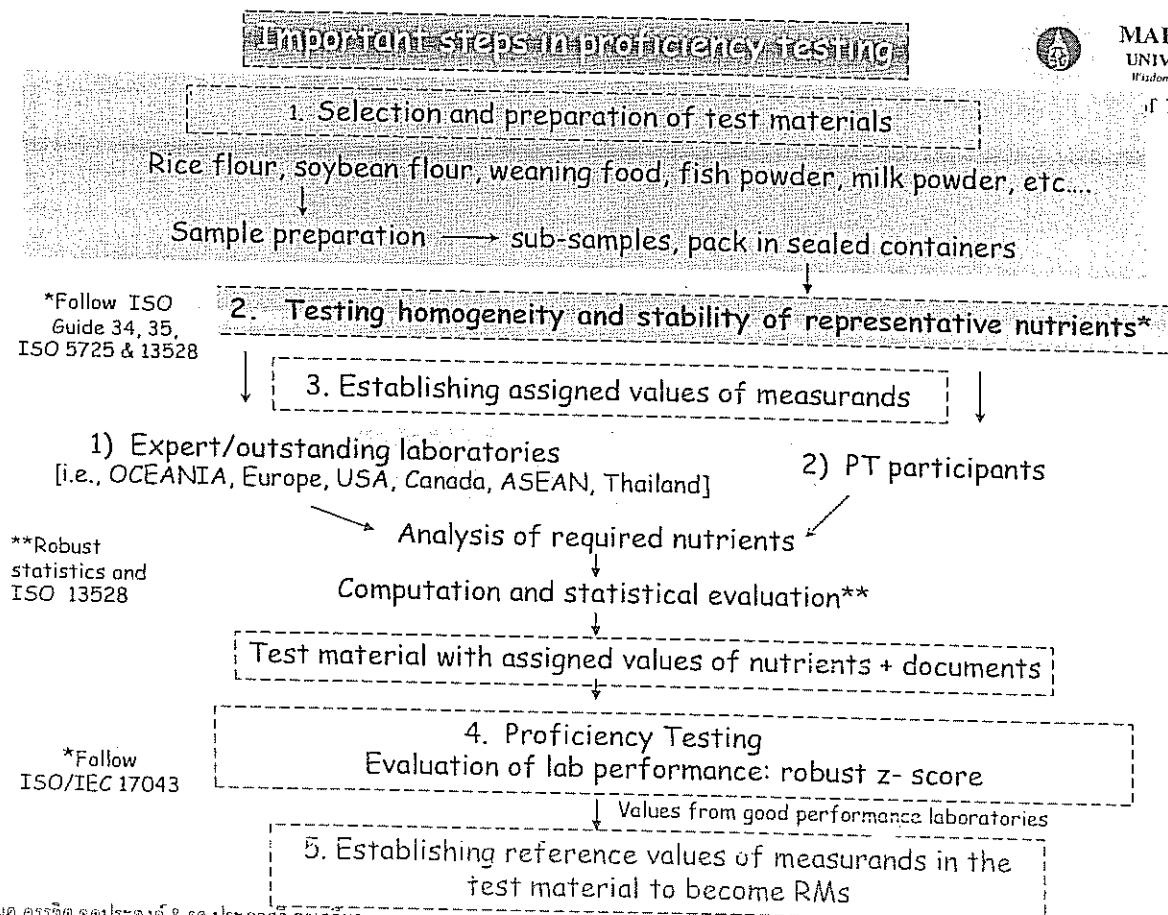 Important steps in proficiency testing
1. Selection and preparation of test materials
Rice flour, soybean flour, weaning food, fish powder, milk powder, etc....
Sample preparation → sub-samples, pack in sealed containers
*Follow ISO
Guide 34, 35,
ISO 5725 & 13528
2. Testing homogeneity and stability of representative nutrients*
3. Establishing assigned values of measurands
1) Expert/outstanding laboratories
[i.e., OCEANIA, Europe, USA, Canada, ASEAN, Thailand]
2) PT participants
Analysis of required nutrients
**Robust
statistics and
ISO 13528
Computation and statistical evaluation**
Test material with assigned values of nutrients + documents
4. Proficiency Testing
Evaluation of lab performance: robust z- score
*Follow
ISO/IEC 17043
Values from good performance laboratories
5. Establishing reference values of measurands in the
test material to become RMs